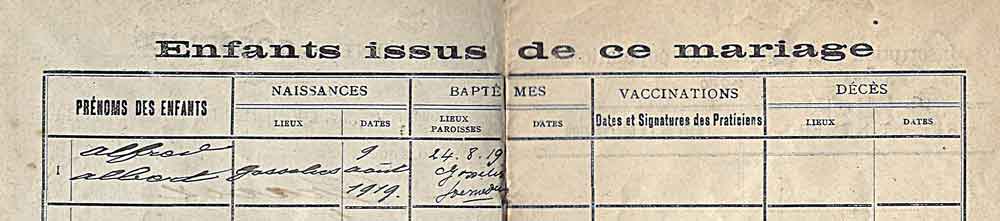 Enfants issus de ce mariage
PRÉNOMS DES ENFANTS
NAISSANCES
BAPTÊMES
VACCINATIONS
DÉCÈS
LIEUX
DATES
LIEUX
PAROISSES
DATES
Dates et Signatures des Praticiens
LIEUX
DATES
1
alfred
albert
Gosselies
9
août
1919.
24.8.19